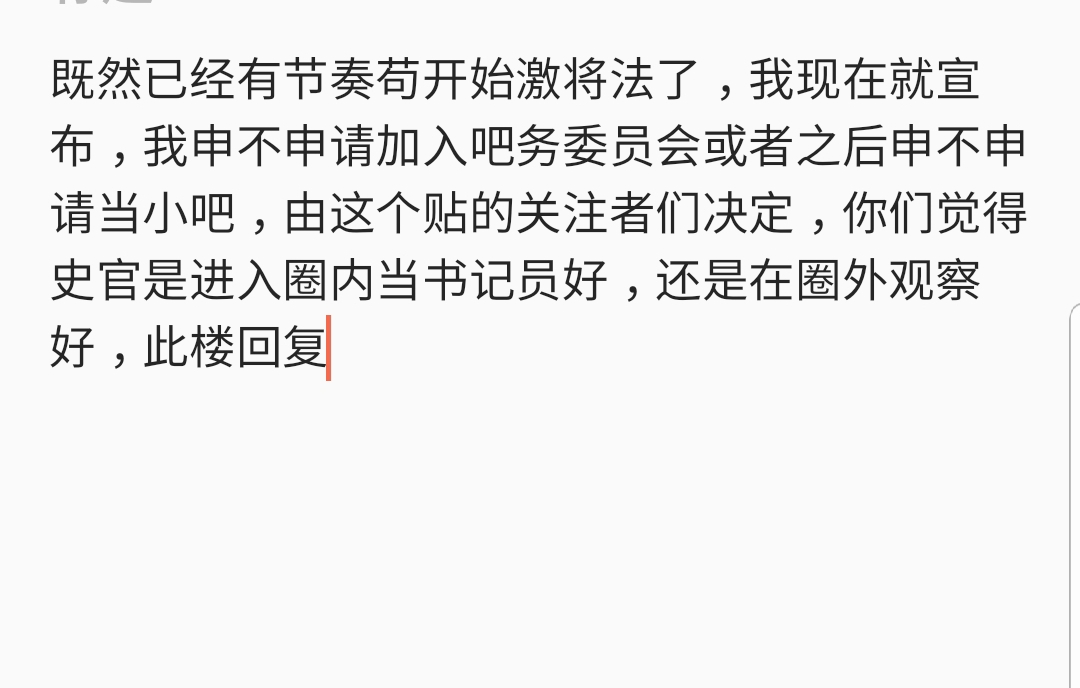 既然已经有节奏苟开始激将法了，我现在就宣
布，我申不申请加入吧务委员会或者之后申不申
请当小吧，由这个贴的关注者们决定，你们觉得
史官是进入圈内当书记员好，还是在圈外观察
好，此楼回复